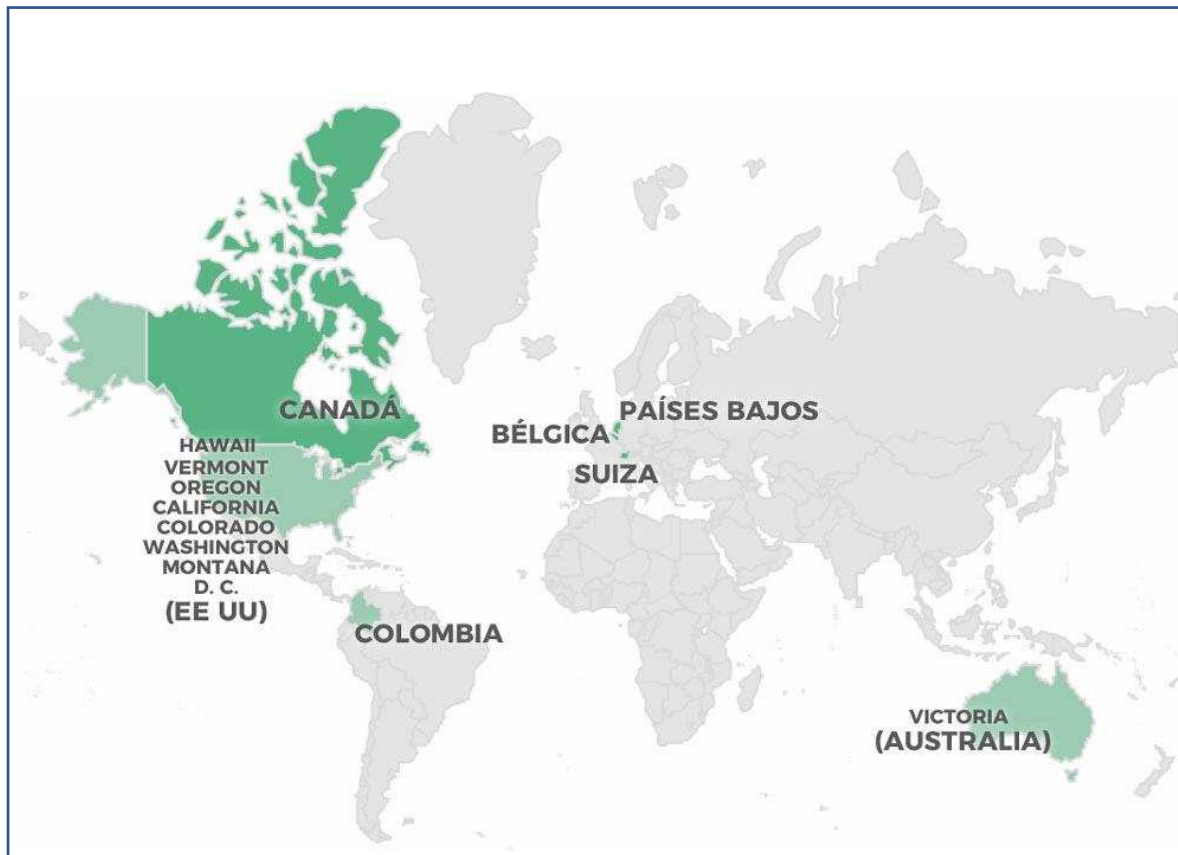 CANADÁ
HAWAII
VERMONT
OREGON
CALIFORNIA
COLORADO
WASHINGTON
MONTANA
D. C.
(EE UU)
COLOMBIA
PAÍSES BAJOS
BÉLGICA
SUIZA
VICTORIA
(AUSTRALIA)